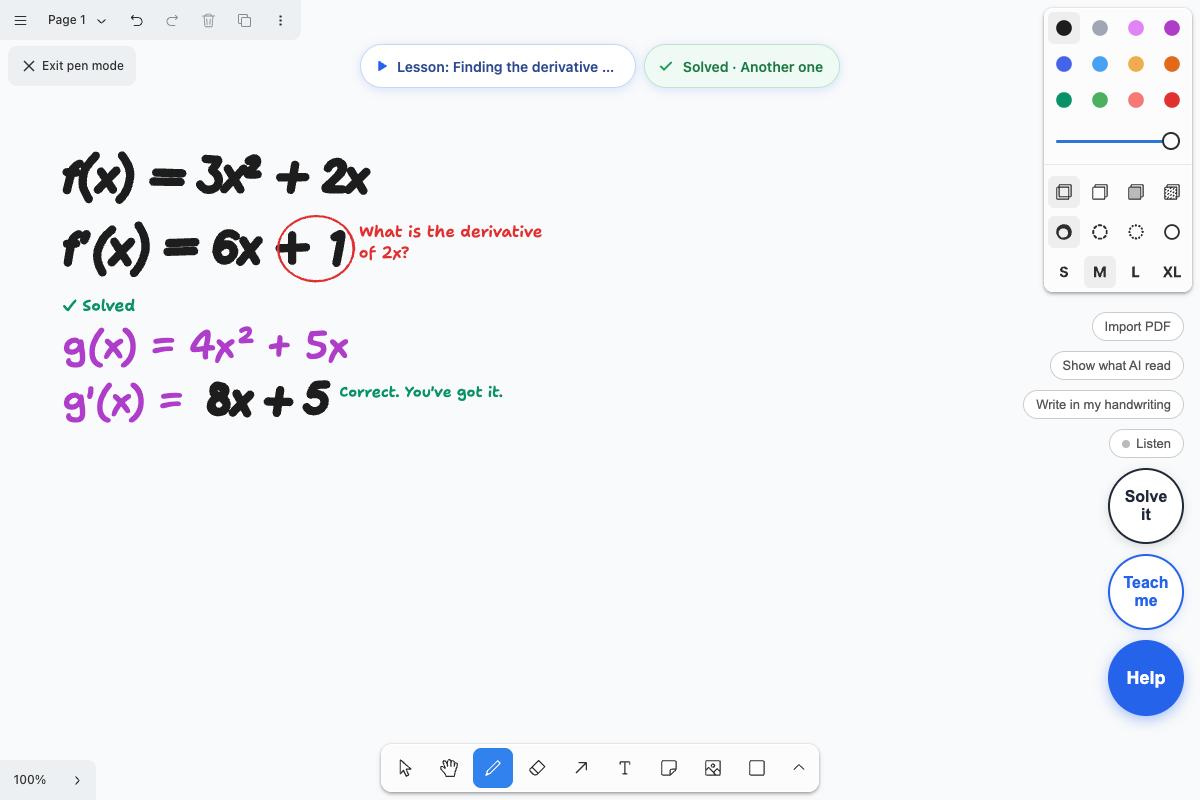 Page 1
Exit pen mode
Lesson: Finding the derivative ...
Solved · Another one
f(x) = 3x² + 2x
f'(x) = 6x + 1
What is the derivative
of 2x?
✓ Solved
g(x) = 4x² + 5x
g'(x) = 8x + 5
Correct. You've got it.
S M L XL
Import PDF
Show what AI read
Write in my handwriting
Listen
Solve
it
Teach
me
Help
T
100%